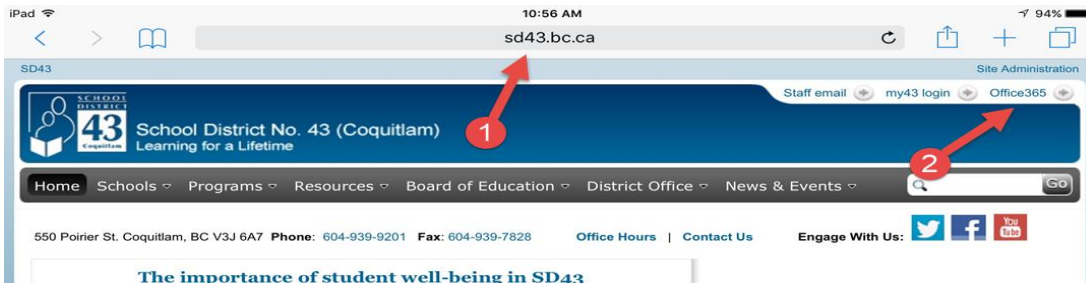 iPad 10:56 AM 94%
sd43.bc.ca
SD43 Site Administration
Staff email my43 login Office365
SCHOOL
DISTRICT
43
Coquitlam
School District No. 43 (Coquitlam)
Learning for a Lifetime
1
2
Home Schools Programs Resources Board of Education District Office News & Events Go
550 Poirier St. Coquitlam, BC V3J 6A7 Phone: 604-939-9201 Fax: 604-939-7828 Office Hours | Contact Us Engage With Us: You Tube
The importance of student well-being in SD43